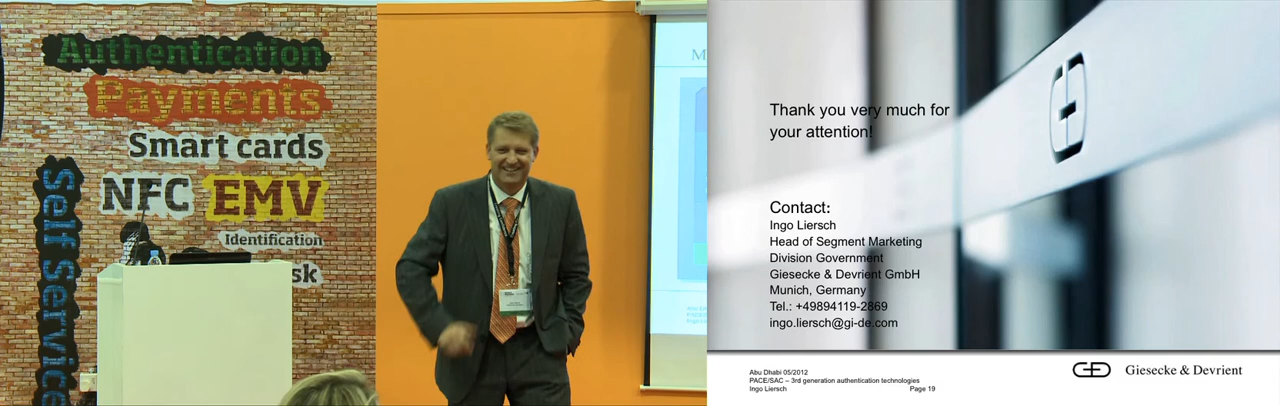 Authentication
Payments
Smart cards
NFC EMV
Identification
sk
Self Service
M
Thank you very much for
your attention!
Contact:
Ingo Liersch
Head of Segment Marketing
Division Government
Giesecke & Devrient GmbH
Munich, Germany
Tel.: +49894119-2869
ingo.liersch@gi-de.com
Abu Dhabi 05/2012
PACE/SAC – 3rd generation authentication technologies
Ingo Liersch
Page 19
Giesecke & Devrient